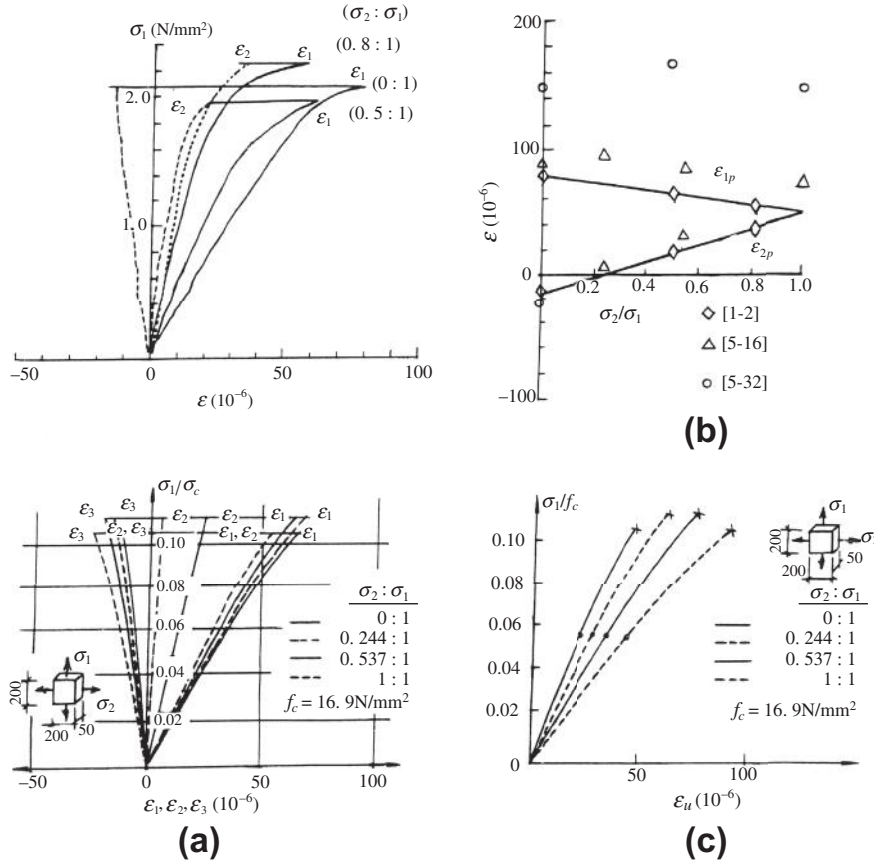 σ₁ (N/mm²)
(σ₂ : σ₁)
ε₂ ε₁ (0. 8 : 1)
ε₁ (0 : 1)
2.0 ε₂ ε₁ (0. 5 : 1)
1. 0
−50 0 50 100
ε (10⁻⁶)
200
100
ε₁ₚ
ε (10⁻⁶)
ε₂ₚ
0
0.2 0.4 0.6 0.8 1.0
σ₂/σ₁
[1-2]
[5-16]
[5-32]
−100
(b)
σ₁/σc
ε₃ ε₃ ε₂ ε₂ ε₁ ε₁
ε₃ ε₂, ε₃ ε₁, ε₂ ε₁
0.10
0.08
0.06
0.04
0.02
σ₂ : σ₁
0 : 1
0. 244 : 1
0. 537 : 1
1 : 1
fc = 16. 9N/mm²
σ₁
200
σ₂
200 50
−50 0 50 100
ε₁, ε₂, ε₃ (10⁻⁶)
(a)
σ₁/fc
0.10
0.08
0.06
0.04
0.02
0
σ₁
200
50
200
σ₂ : σ₁
0 : 1
0. 244 : 1
0. 537 : 1
1 : 1
fc = 16. 9N/mm²
50 100
εu (10⁻⁶)
(c)